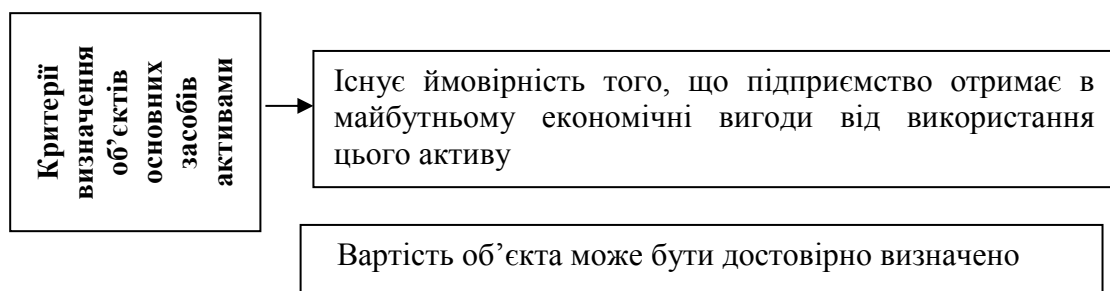 Критерії
визначення
об’єктів
основних
засобів
активами
Існує ймовірність того, що підприємство отримає в
майбутньому економічні вигоди від використання
цього активу
Вартість об’єкта може бути достовірно визначено